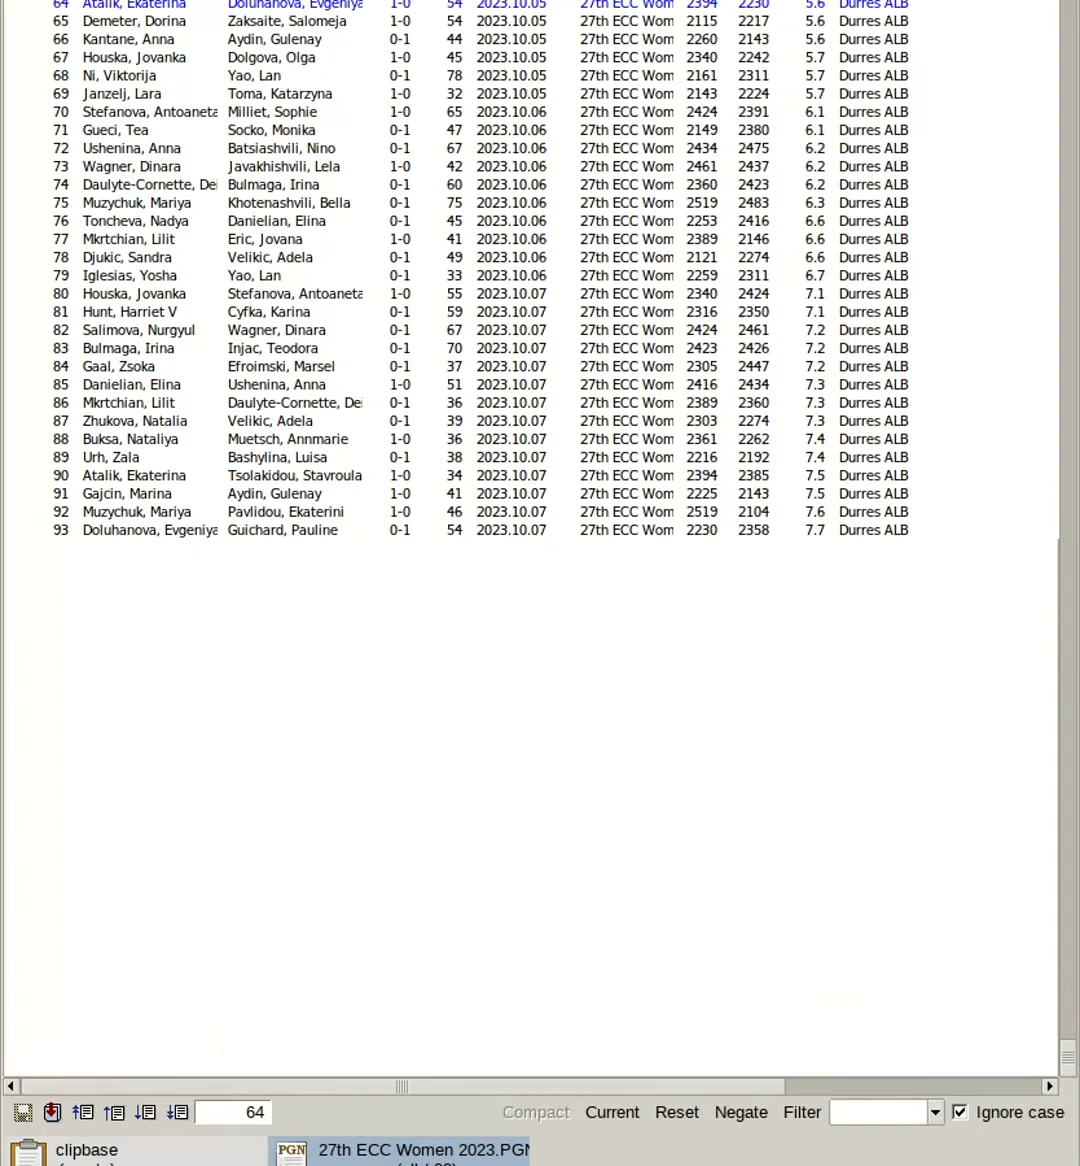 64 Atalik, Ekaterina Doluhanova, Evgeniya 1-0 54 2023.10.05 27th ECC Wom 2394 2230 5.6 Durres ALB
65 Demeter, Dorina Zaksaite, Salomeja 1-0 54 2023.10.05 27th ECC Wom 2115 2217 5.6 Durres ALB
66 Kantane, Anna Aydin, Gulenay 0-1 44 2023.10.05 27th ECC Wom 2260 2143 5.6 Durres ALB
67 Houska, Jovanka Dolgova, Olga 1-0 45 2023.10.05 27th ECC Wom 2340 2242 5.7 Durres ALB
68 Ni, Viktorija Yao, Lan 0-1 78 2023.10.05 27th ECC Wom 2161 2311 5.7 Durres ALB
69 Janzelj, Lara Toma, Katarzyna 1-0 32 2023.10.05 27th ECC Wom 2143 2224 5.7 Durres ALB
70 Stefanova, Antoaneta Milliet, Sophie 1-0 65 2023.10.06 27th ECC Wom 2424 2391 6.1 Durres ALB
71 Gueci, Tea Socko, Monika 0-1 47 2023.10.06 27th ECC Wom 2149 2380 6.1 Durres ALB
72 Ushenina, Anna Batsiashvili, Nino 0-1 67 2023.10.06 27th ECC Wom 2434 2475 6.2 Durres ALB
73 Wagner, Dinara Javakhishvili, Lela 1-0 42 2023.10.06 27th ECC Wom 2461 2437 6.2 Durres ALB
74 Daulyte-Cornette, Dei Bulmaga, Irina 0-1 60 2023.10.06 27th ECC Wom 2360 2423 6.2 Durres ALB
75 Muzychuk, Mariya Khotenashvili, Bella 0-1 75 2023.10.06 27th ECC Wom 2519 2483 6.3 Durres ALB
76 Toncheva, Nadya Danielian, Elina 0-1 45 2023.10.06 27th ECC Wom 2253 2416 6.6 Durres ALB
77 Mkrtchian, Lilit Eric, Jovana 1-0 41 2023.10.06 27th ECC Wom 2389 2146 6.6 Durres ALB
78 Djukic, Sandra Velikic, Adela 0-1 49 2023.10.06 27th ECC Wom 2121 2274 6.6 Durres ALB
79 Iglesias, Yosha Yao, Lan 0-1 33 2023.10.06 27th ECC Wom 2259 2311 6.7 Durres ALB
80 Houska, Jovanka Stefanova, Antoaneta 1-0 55 2023.10.07 27th ECC Wom 2340 2424 7.1 Durres ALB
81 Hunt, Harriet V Cyfka, Karina 0-1 59 2023.10.07 27th ECC Wom 2316 2350 7.1 Durres ALB
82 Salimova, Nurgyul Wagner, Dinara 0-1 67 2023.10.07 27th ECC Wom 2424 2461 7.2 Durres ALB
83 Bulmaga, Irina Injac, Teodora 0-1 70 2023.10.07 27th ECC Wom 2423 2426 7.2 Durres ALB
84 Gaal, Zsoka Efroimski, Marsel 0-1 37 2023.10.07 27th ECC Wom 2305 2447 7.2 Durres ALB
85 Danielian, Elina Ushenina, Anna 1-0 51 2023.10.07 27th ECC Wom 2416 2434 7.3 Durres ALB
86 Mkrtchian, Lilit Daulyte-Cornette, Dei 0-1 36 2023.10.07 27th ECC Wom 2389 2360 7.3 Durres ALB
87 Zhukova, Natalia Velikic, Adela 0-1 39 2023.10.07 27th ECC Wom 2303 2274 7.3 Durres ALB
88 Buksa, Nataliya Muetsch, Annmarie 1-0 36 2023.10.07 27th ECC Wom 2361 2262 7.4 Durres ALB
89 Urh, Zala Bashylina, Luisa 0-1 38 2023.10.07 27th ECC Wom 2216 2192 7.4 Durres ALB
90 Atalik, Ekaterina Tsolakidou, Stavroula 1-0 34 2023.10.07 27th ECC Wom 2394 2385 7.5 Durres ALB
91 Gajcin, Marina Aydin, Gulenay 1-0 41 2023.10.07 27th ECC Wom 2225 2143 7.5 Durres ALB
92 Muzychuk, Mariya Pavlidou, Ekaterini 1-0 46 2023.10.07 27th ECC Wom 2519 2104 7.6 Durres ALB
93 Doluhanova, Evgeniya Guichard, Pauline 0-1 54 2023.10.07 27th ECC Wom 2230 2358 7.7 Durres ALB
64 Compact Current Reset Negate Filter Ignore case
clipbase PGN 27th ECC Women 2023.PGN